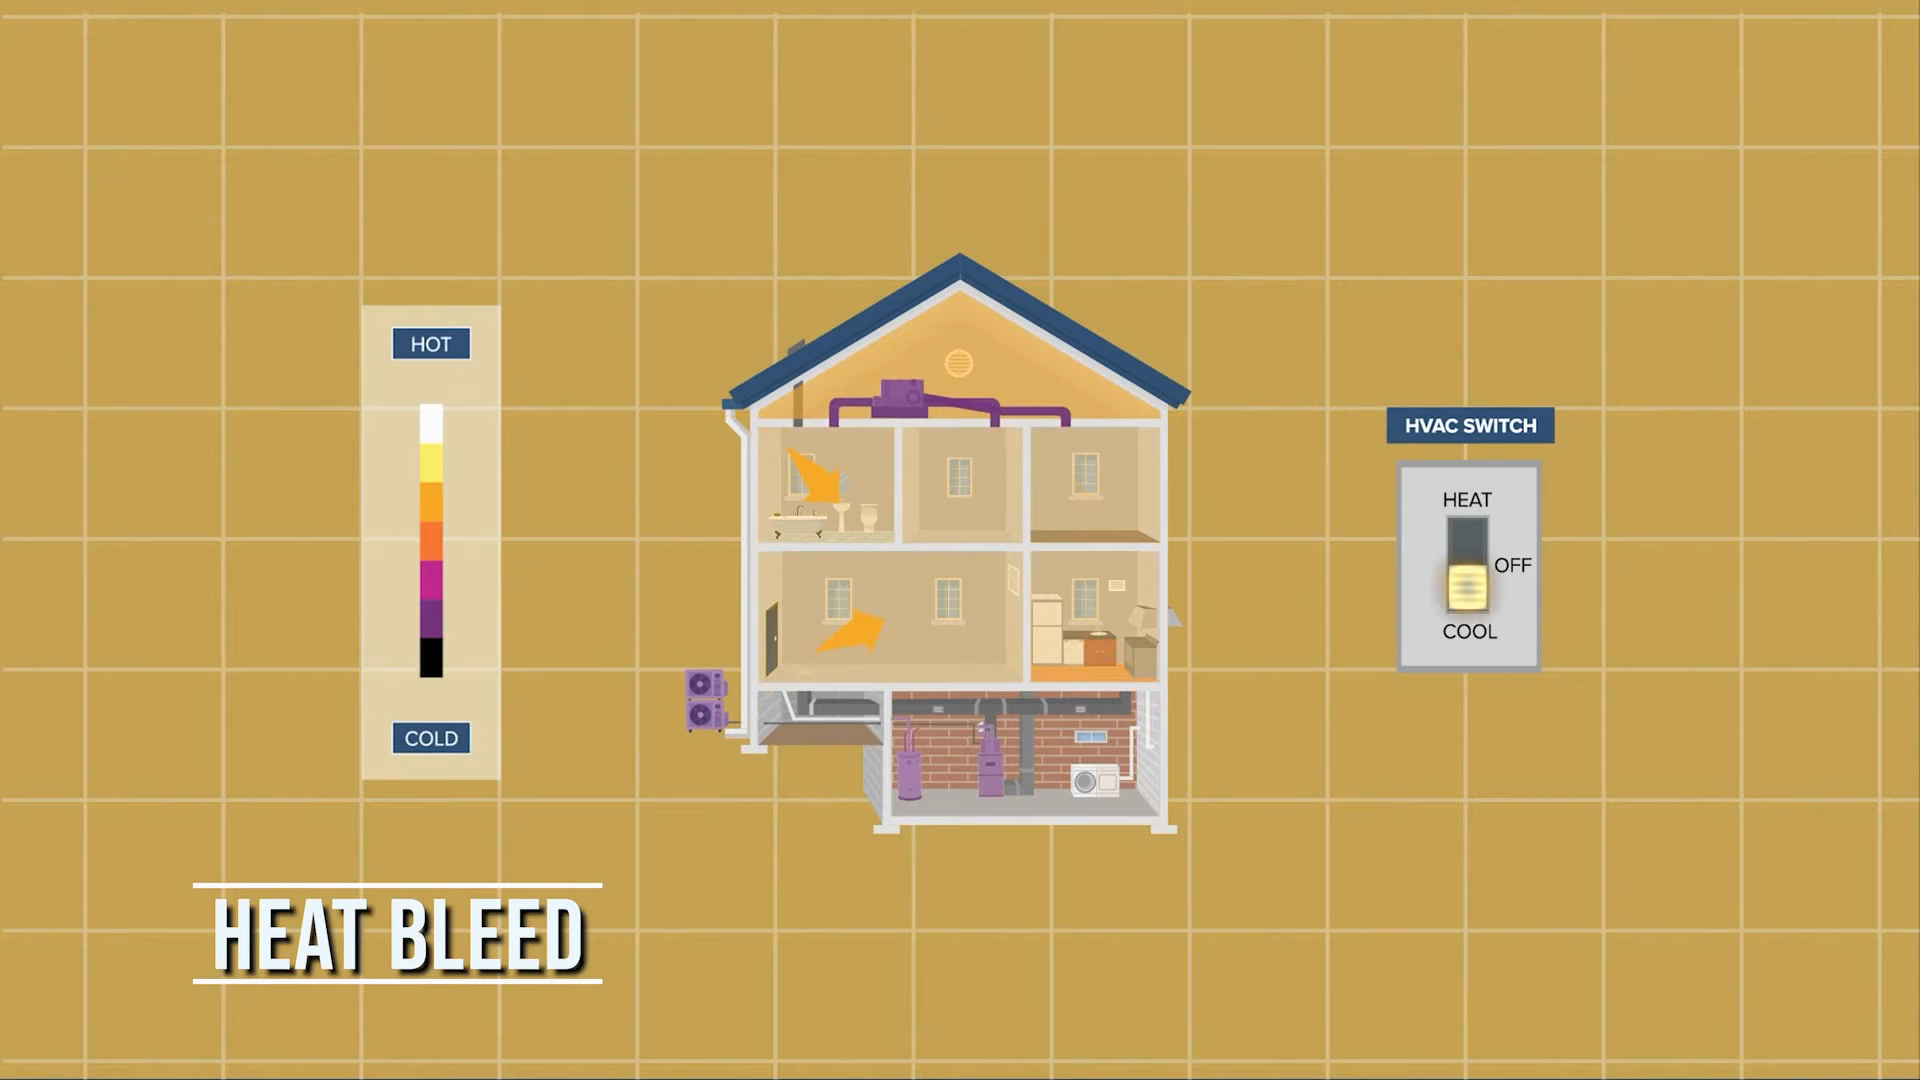 HOT
COLD
HVAC SWITCH
HEAT
OFF
COOL
HEAT BLEED